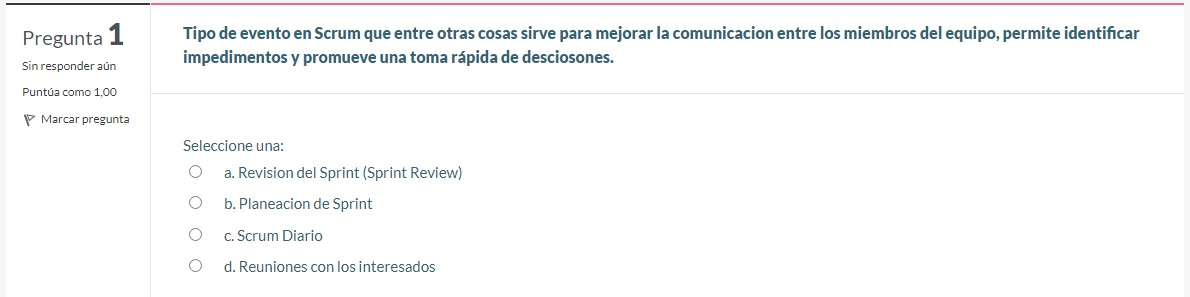 Pregunta 1
Sin responder aún
Puntúa como 1,00
Marcar pregunta
Tipo de evento en Scrum que entre otras cosas sirve para mejorar la comunicacion entre los miembros del equipo, permite identificar
impedimentos y promueve una toma rápida de desciosones.
Seleccione una:
a. Revision del Sprint (Sprint Review)
b. Planeacion de Sprint
c. Scrum Diario
d. Reuniones con los interesados